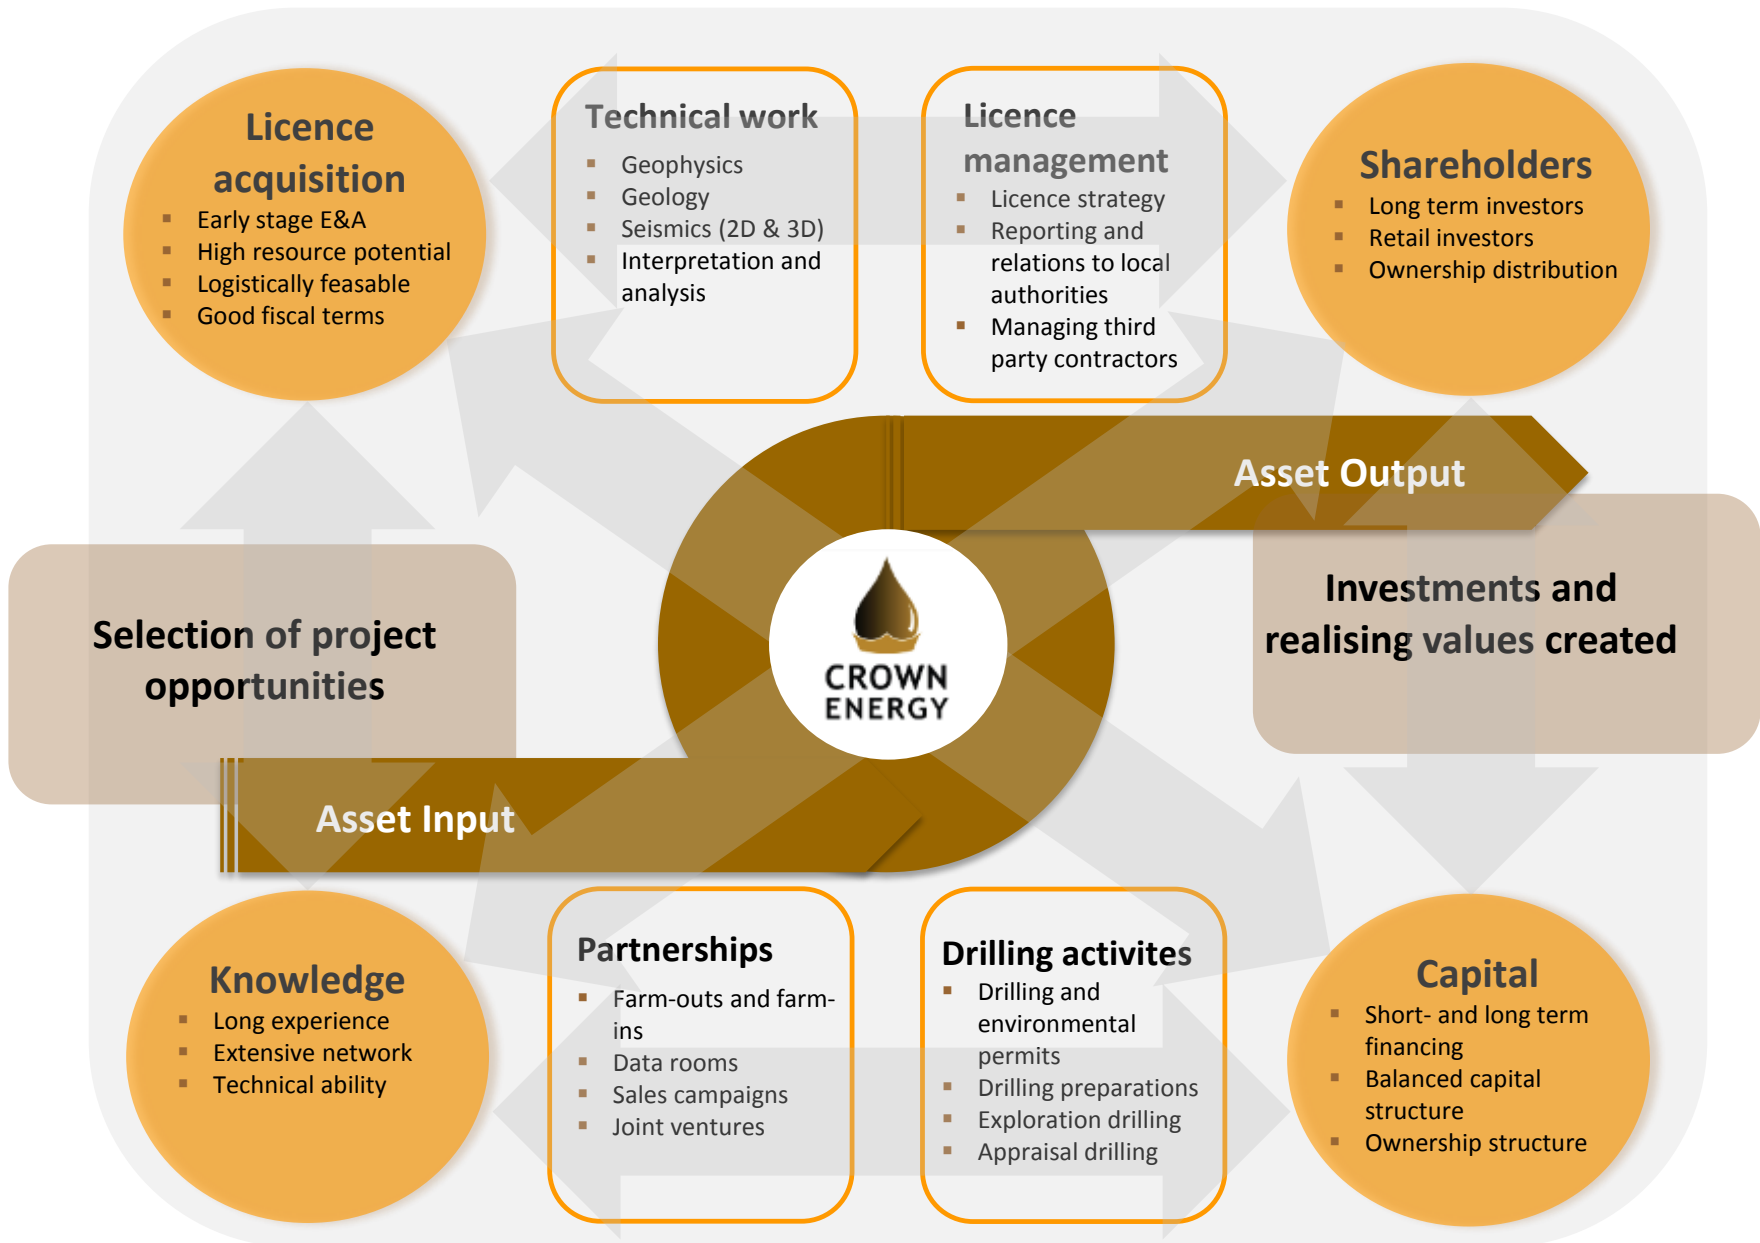 Licence
acquisition
Early stage E&A
High resource potential
Logistically feasable
Good fiscal terms
Technical work
Geophysics
Geology
Seismics (2D & 3D)
Interpretation and
analysis
Licence
management
Licence strategy
Reporting and
relations to local
authorities
Managing third
party contractors
Shareholders
Long term investors
Retail investors
Ownership distribution
Asset Output
Selection of project
opportunities
CROWN
ENERGY
Investments and
realising values created
Asset Input
Knowledge
Long experience
Extensive network
Technical ability
Partnerships
Farm-outs and farm-
ins
Data rooms
Sales campaigns
Joint ventures
Drilling activites
Drilling and
environmental
permits
Drilling preparations
Exploration drilling
Appraisal drilling
Capital
Short- and long term
financing
Balanced capital
structure
Ownership structure